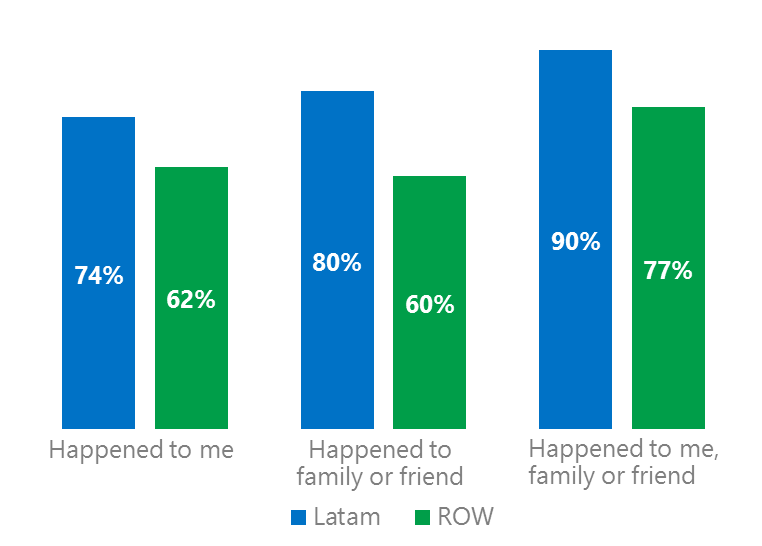 74%
62%
80%
60%
90%
77%
Happened to me
Happened to
family or friend
Happened to me,
family or friend
Latam
ROW